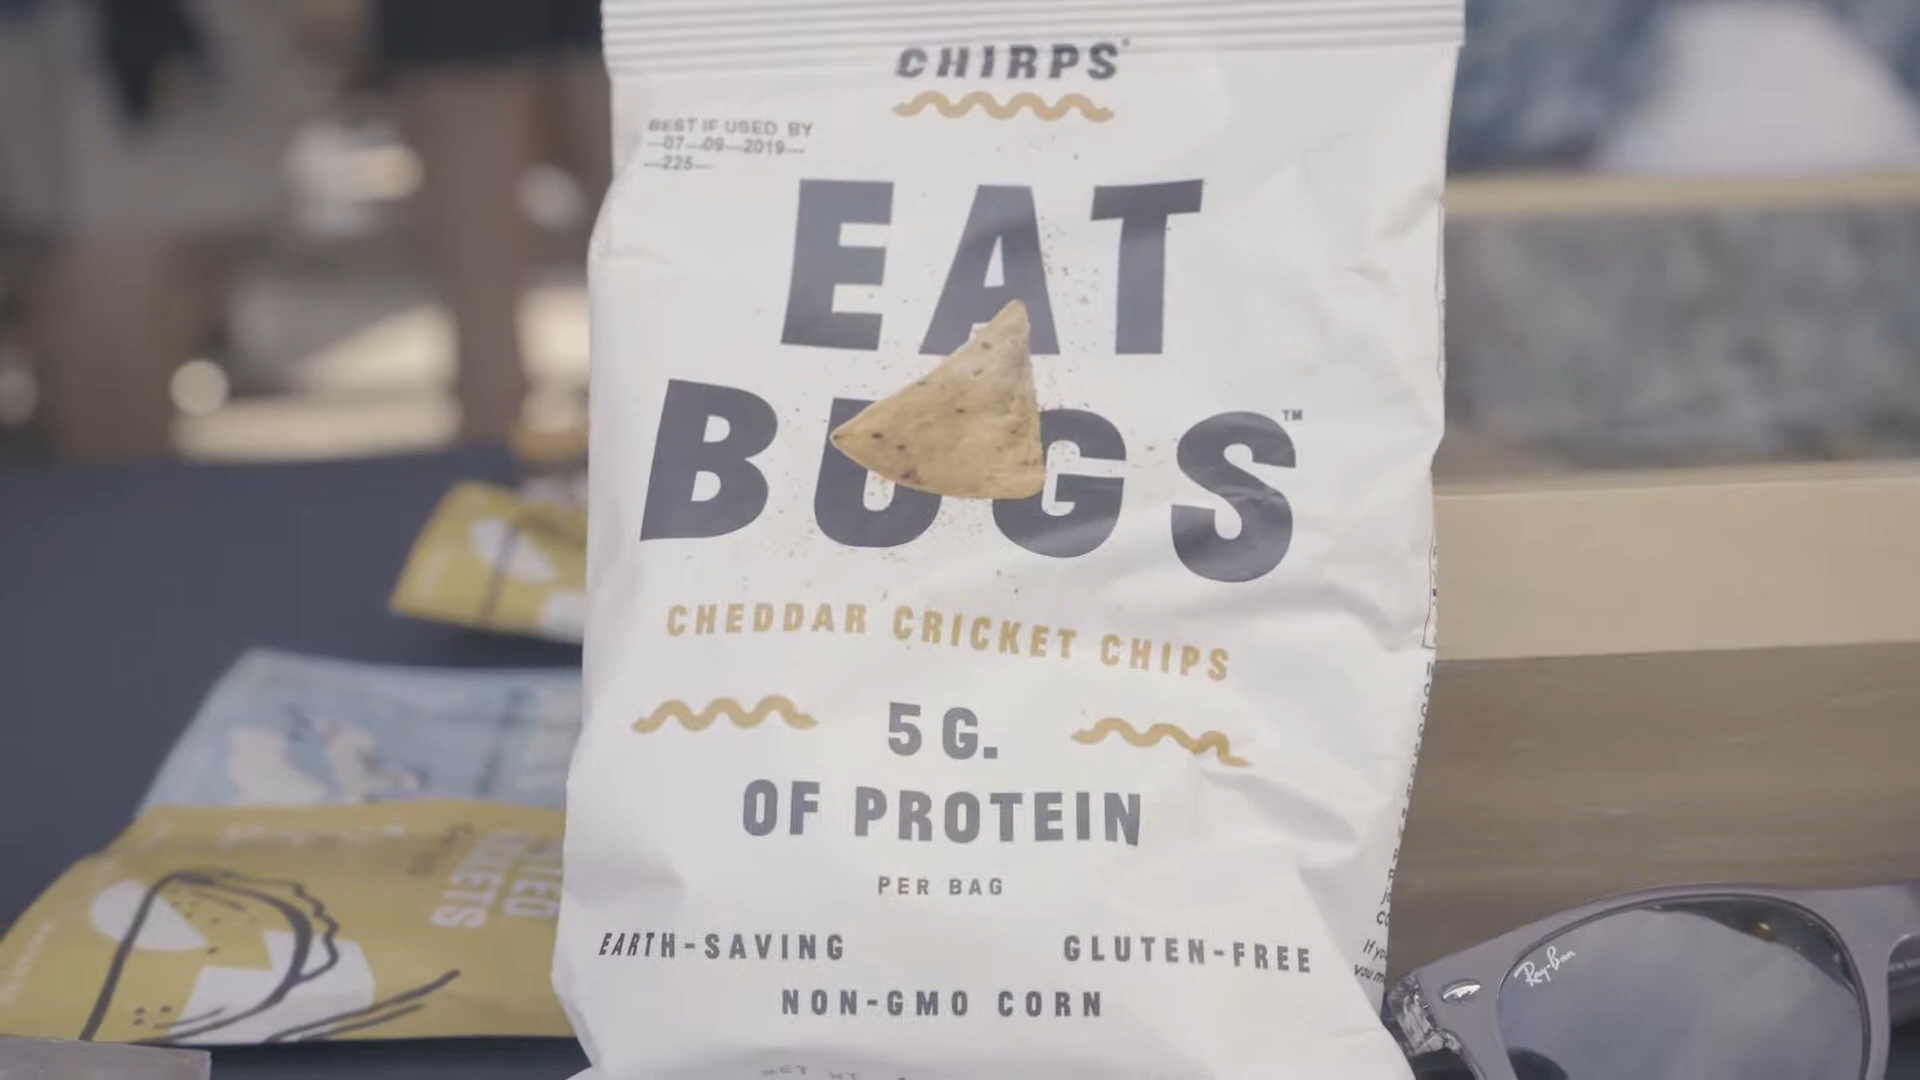 CHIRPS®
BEST IF USED BY
—07—09—2019—
—225—
EAT
BUGS™
CHEDDAR CRICKET CHIPS
5 G.
OF PROTEIN
PER BAG
EARTH-SAVING
GLUTEN-FREE
NON-GMO CORN
Ray-Ban